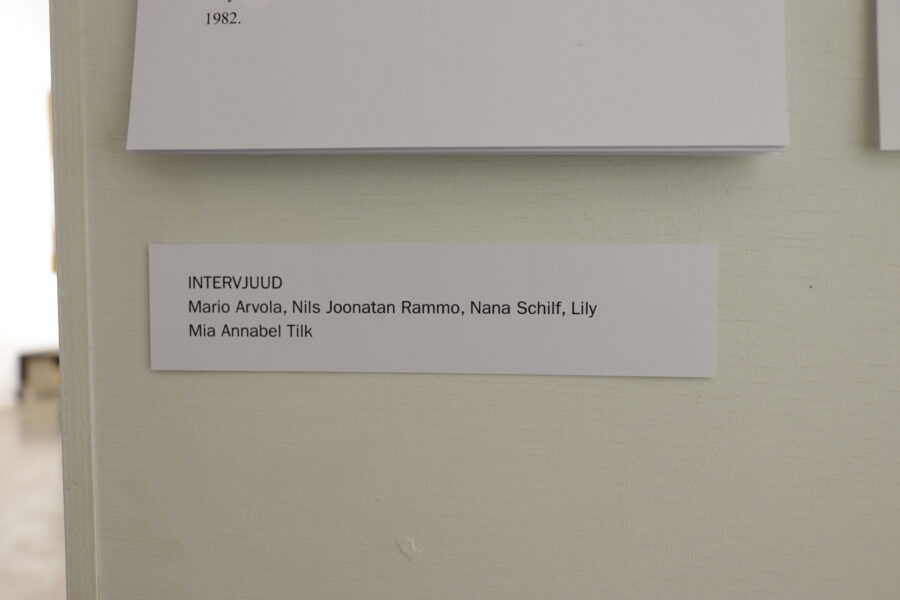 1982.
INTERVJUUD
Mario Arvola, Nils Joonatan Rammo, Nana Schilf, Lily
Mia Annabel Tilk